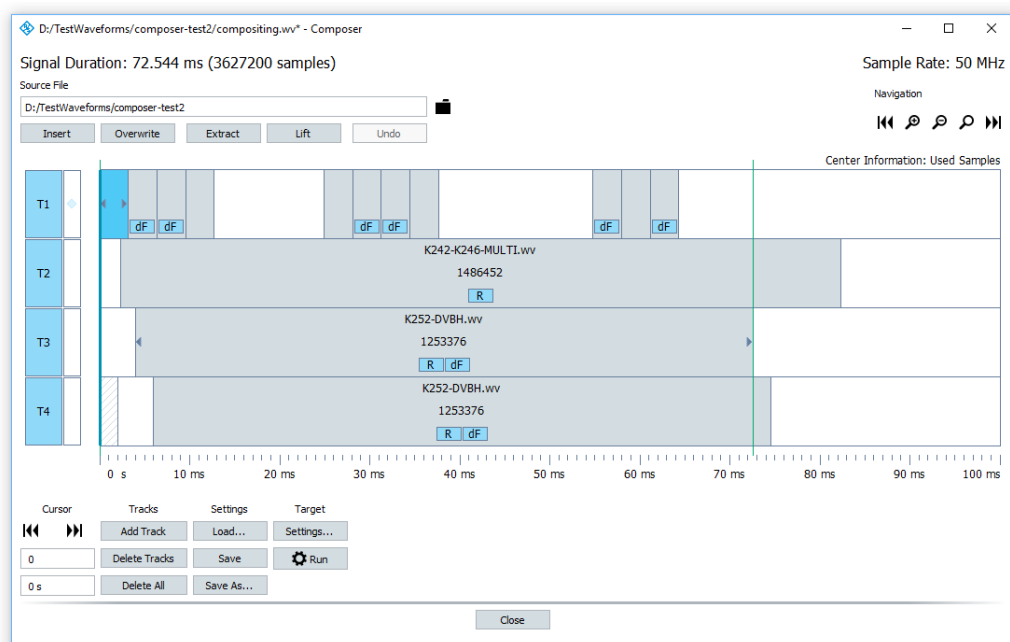 D:/TestWaveforms/composer-test2/compositing.wv* - Composer
Signal Duration: 72.544 ms (3627200 samples)
Sample Rate: 50 MHz
Source File
Navigation
D:/TestWaveforms/composer-test2
Insert
Overwrite
Extract
Lift
Undo
Center Information: Used Samples
T1
dF
dF
dF
dF
dF
dF
T2
K242-K246-MULTI.wv
1486452
R
T3
K252-DVBH.wv
1253376
R
dF
T4
K252-DVBH.wv
1253376
R
dF
0 s
10 ms
20 ms
30 ms
40 ms
50 ms
60 ms
70 ms
80 ms
90 ms
100 ms
Cursor
Tracks
Settings
Target
Add Track
Load...
Settings...
0
Delete Tracks
Save
Run
0 s
Delete All
Save As...
Close